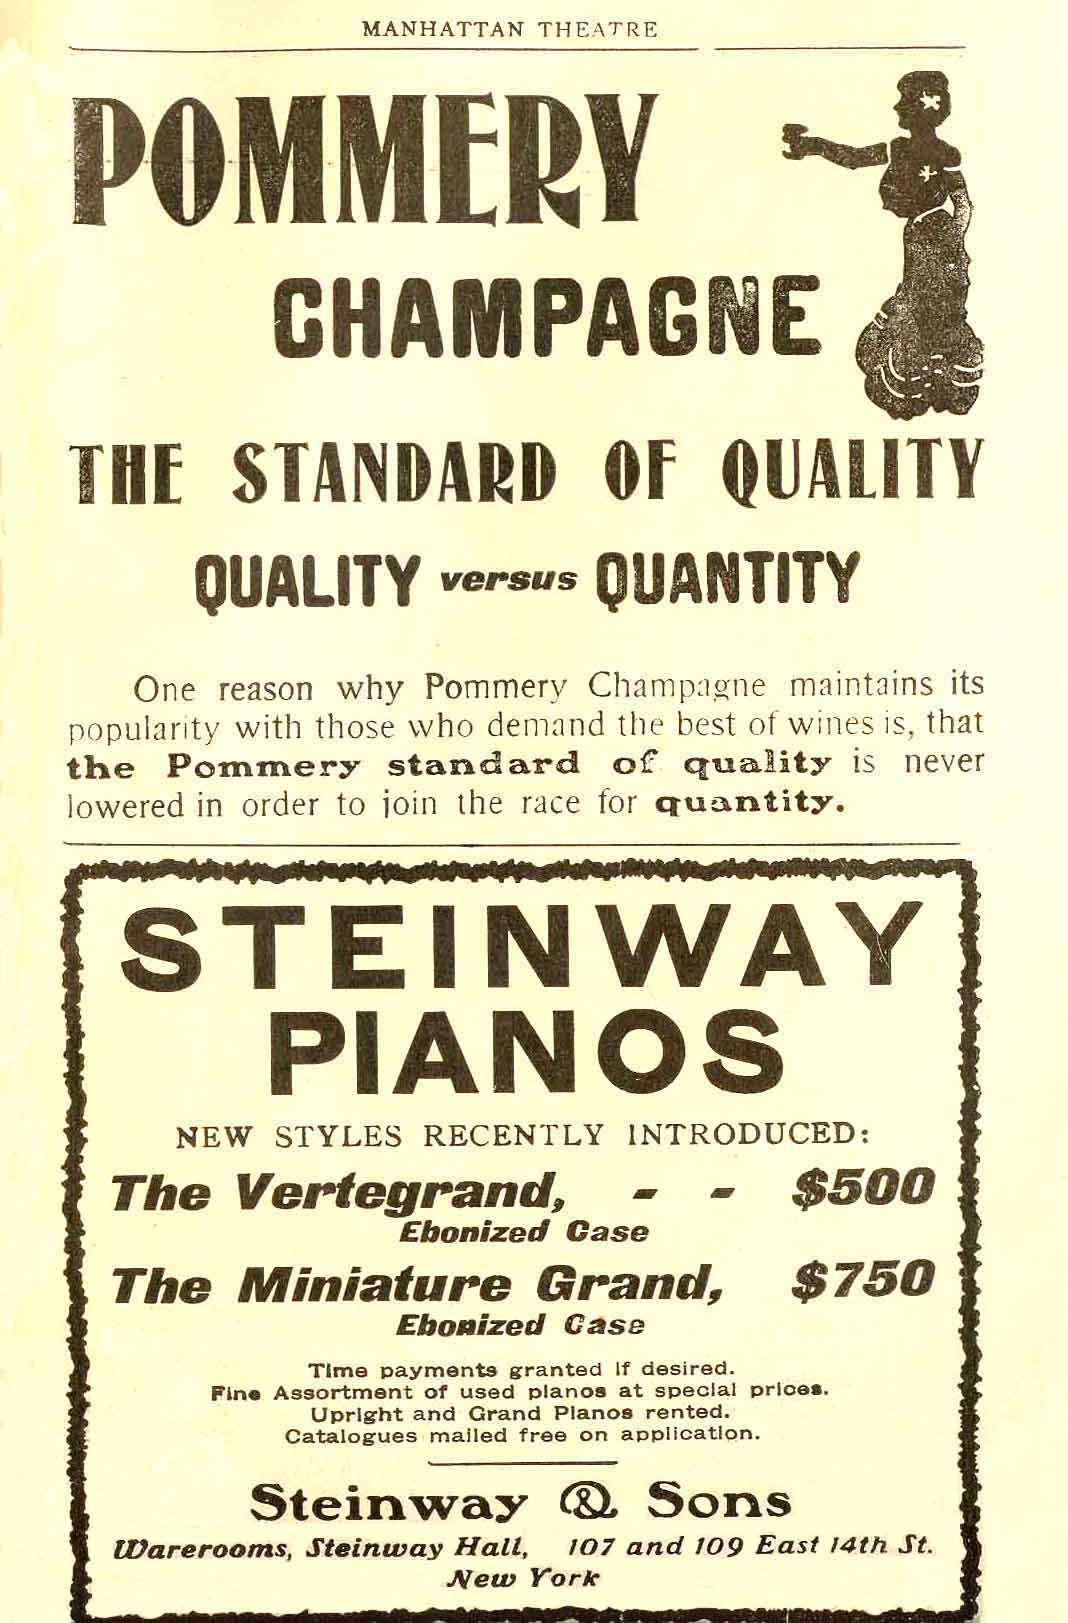 MANHATTAN THEATRE
POMMERY
CHAMPAGNE
THE STANDARD OF QUALITY
QUALITY versus QUANTITY
One reason why Pommery Champagne maintains its
popularity with those who demand the best of wines is, that
the Pommery standard of quality is never
lowered in order to join the race for quantity.
STEINWAY
PIANOS
NEW STYLES RECENTLY INTRODUCED:
The Vertegrand, - - $500
Ebonized Case
The Miniature Grand, $750
Ebonized Case
Time payments granted if desired.
Fine Assortment of used pianos at special prices.
Upright and Grand Pianos rented.
Catalogues mailed free on application.
Steinway & Sons
Warerooms, Steinway Hall, 107 and 109 East 14th St.
New York